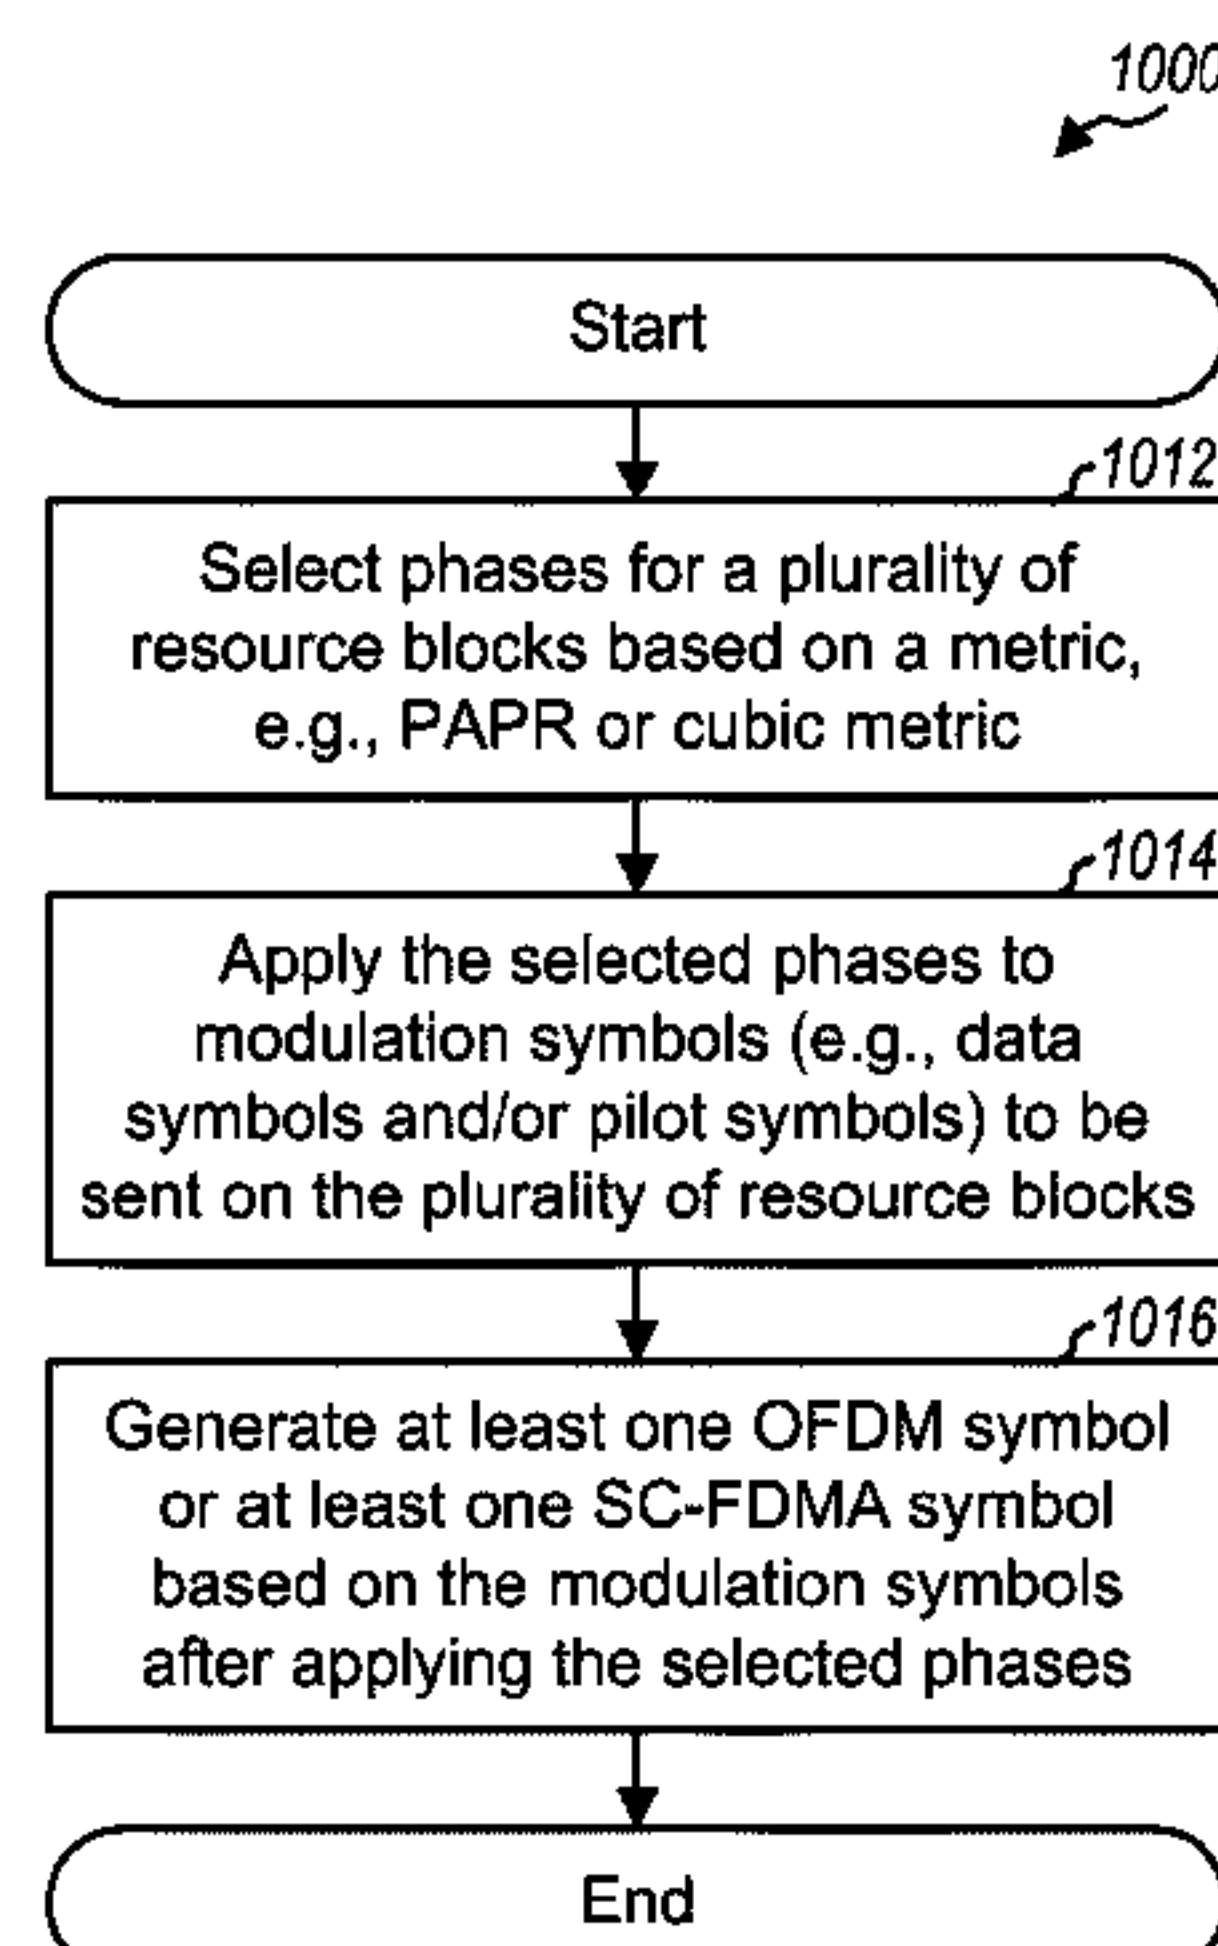 1000
Start
1012
Select phases for a plurality of
resource blocks based on a metric,
e.g., PAPR or cubic metric
1014
Apply the selected phases to
modulation symbols (e.g., data
symbols and/or pilot symbols) to be
sent on the plurality of resource blocks
1016
Generate at least one OFDM symbol
or at least one SC-FDMA symbol
based on the modulation symbols
after applying the selected phases
End